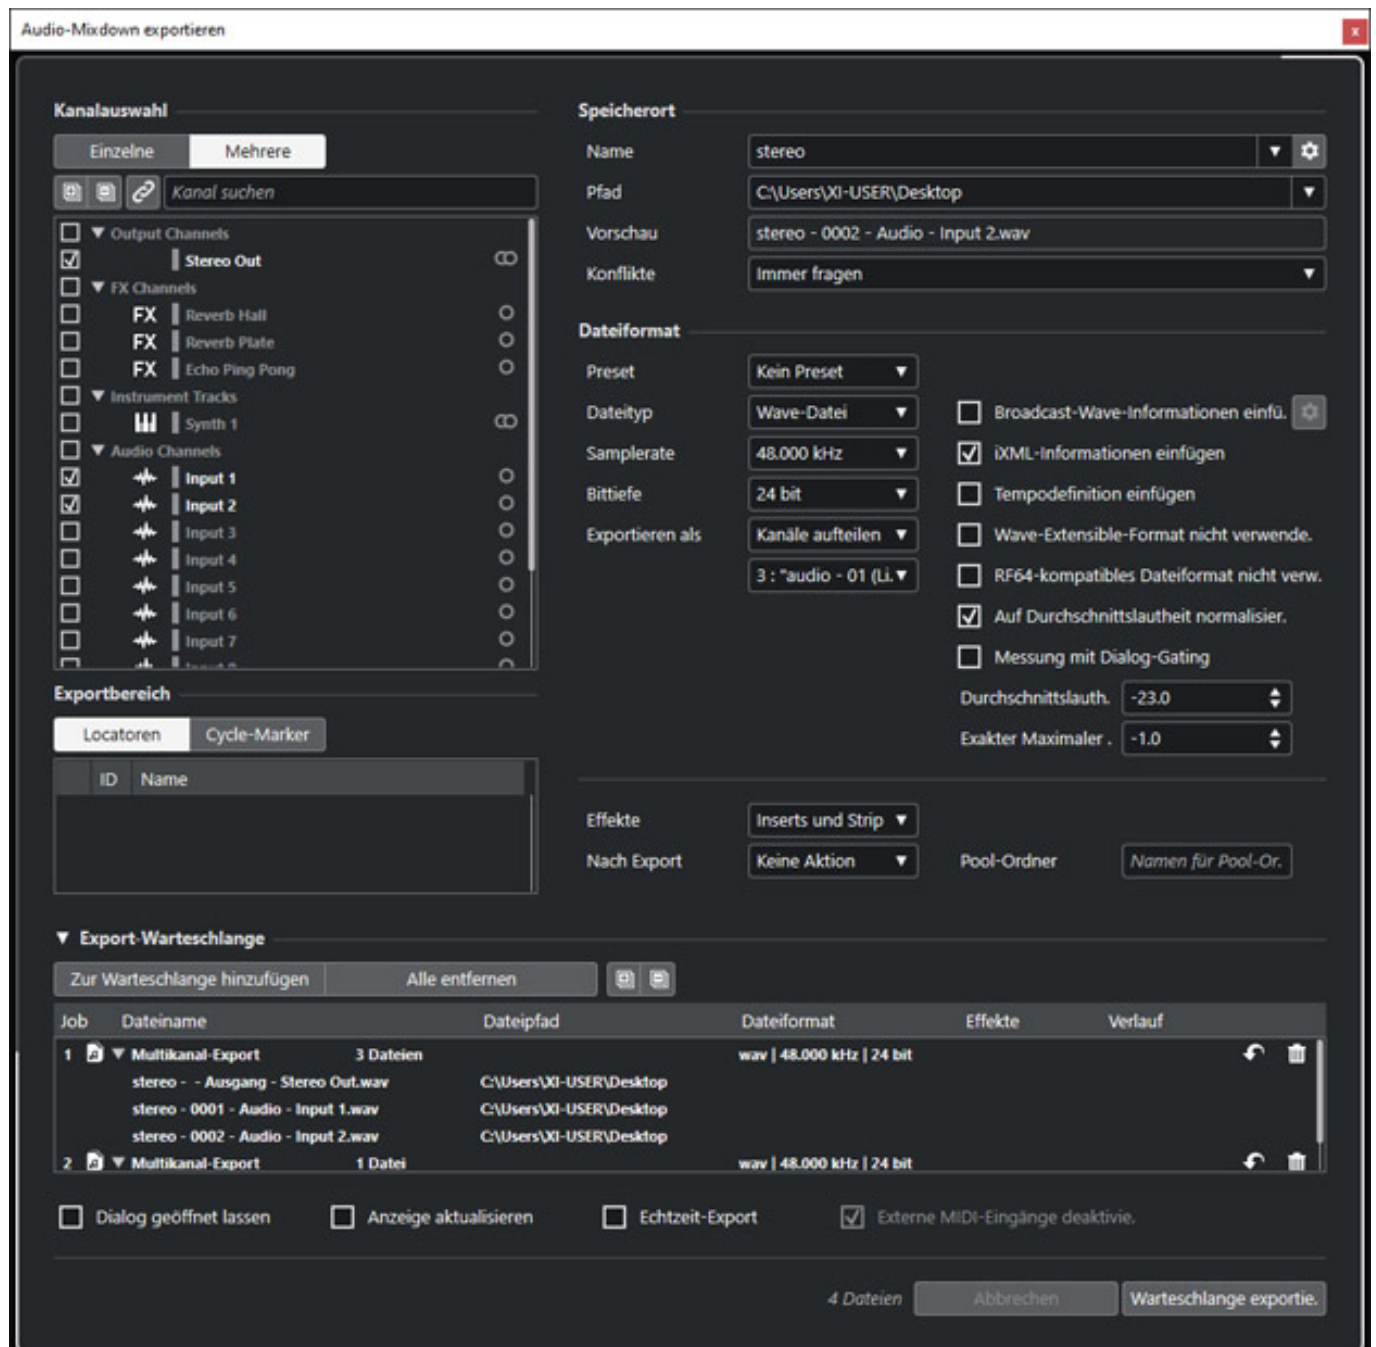 Audio-Mixdown exportieren
x
Kanalauswahl
Einzelne Mehrere
Kanal suchen
Output Channels
Stereo Out
FX Channels
FX Reverb Hall
FX Reverb Plate
FX Echo Ping Pong
Instrument Tracks
Synth 1
Audio Channels
Input 1
Input 2
Input 3
Input 4
Input 5
Input 6
Input 7
Exportbereich
Locatoren Cycle-Marker
ID Name
Speicherort
Name stereo
Pfad C:\Users\XI-USER\Desktop
Vorschau stereo - 0002 - Audio - Input 2.wav
Konflikte Immer fragen
Dateiformat
Preset Kein Preset
Dateityp Wave-Datei
Samplerate 48.000 kHz
Bittiefe 24 bit
Exportieren als Kanäle aufteilen
3 : "audio - 01 (Li.
Broadcast-Wave-Informationen einfü.
iXML-Informationen einfügen
Tempodefinition einfügen
Wave-Extensible-Format nicht verwende.
RF64-kompatibles Dateiformat nicht verw.
Auf Durchschnittslautheit normalisier.
Messung mit Dialog-Gating
Durchschnittslauth. -23.0
Exakter Maximaler . -1.0
Effekte Inserts und Strip
Nach Export Keine Aktion Pool-Ordner Namen für Pool-Or.
Export-Warteschlange
Zur Warteschlange hinzufügen Alle entfernen
Job Dateiname Dateipfad Dateiformat Effekte Verlauf
1 Multikanal-Export 3 Dateien wav | 48.000 kHz | 24 bit
stereo - - Ausgang - Stereo Out.wav C:\Users\XI-USER\Desktop
stereo - 0001 - Audio - Input 1.wav C:\Users\XI-USER\Desktop
stereo - 0002 - Audio - Input 2.wav C:\Users\XI-USER\Desktop
2 Multikanal-Export 1 Datei wav | 48.000 kHz | 24 bit
Dialog geöffnet lassen Anzeige aktualisieren Echtzeit-Export Externe MIDI-Eingänge deaktivie.
4 Dateien Abbrechen Warteschlange exportie.